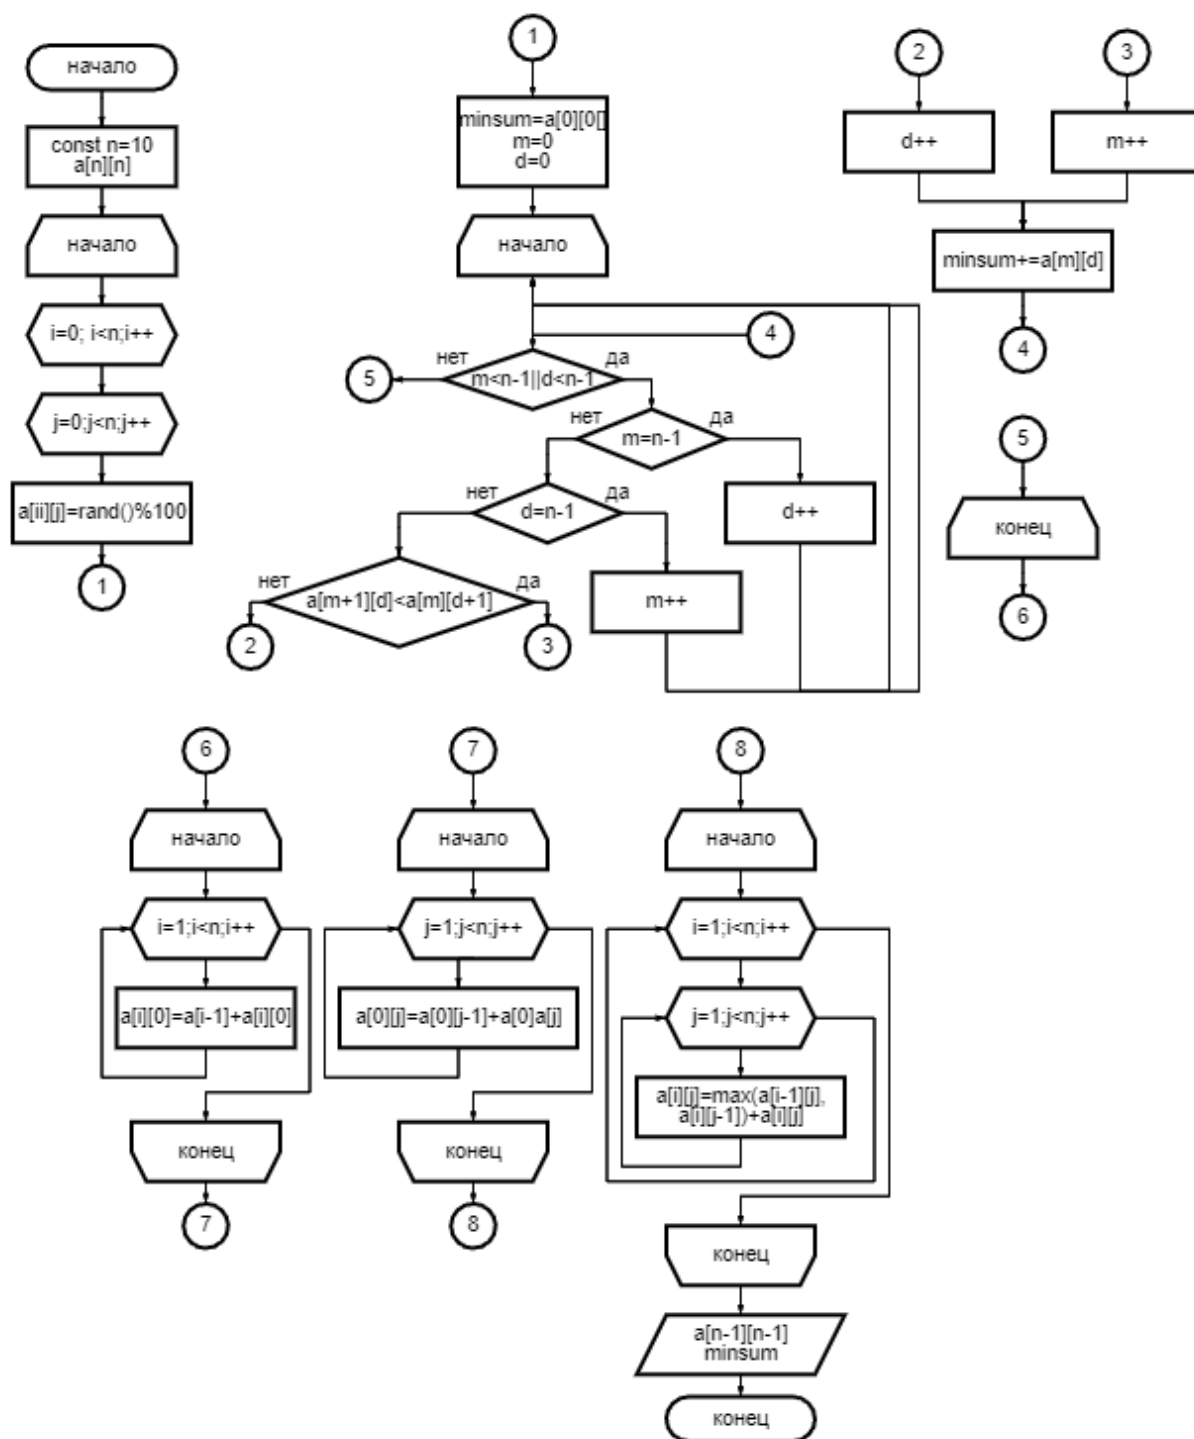 начало
const n=10
a[n][n]
начало
i=0; i<n;i++
j=0;j<n;j++
a[ii][j]=rand()%100
1
1
minsum=a[0][0[]
m=0
d=0
начало
4
нет
да
m<n-1||d<n-1
5
нет
да
m=n-1
нет
да
d=n-1
d++
нет
да
a[m+1][d]<a[m][d+1]
m++
2
3
2
3
d++
m++
minsum+=a[m][d]
4
5
конец
6
6
начало
i=1;i<n;i++
a[i][0]=a[i-1]+a[i][0]
конец
7
7
начало
j=1;j<n;j++
a[0][j]=a[0][j-1]+a[0]a[j]
конец
8
8
начало
i=1;i<n;i++
j=1;j<n;j++
a[i][j]=max(a[i-1][j],
a[i][j-1])+a[i][j]
конец
a[n-1][n-1]
minsum
конец